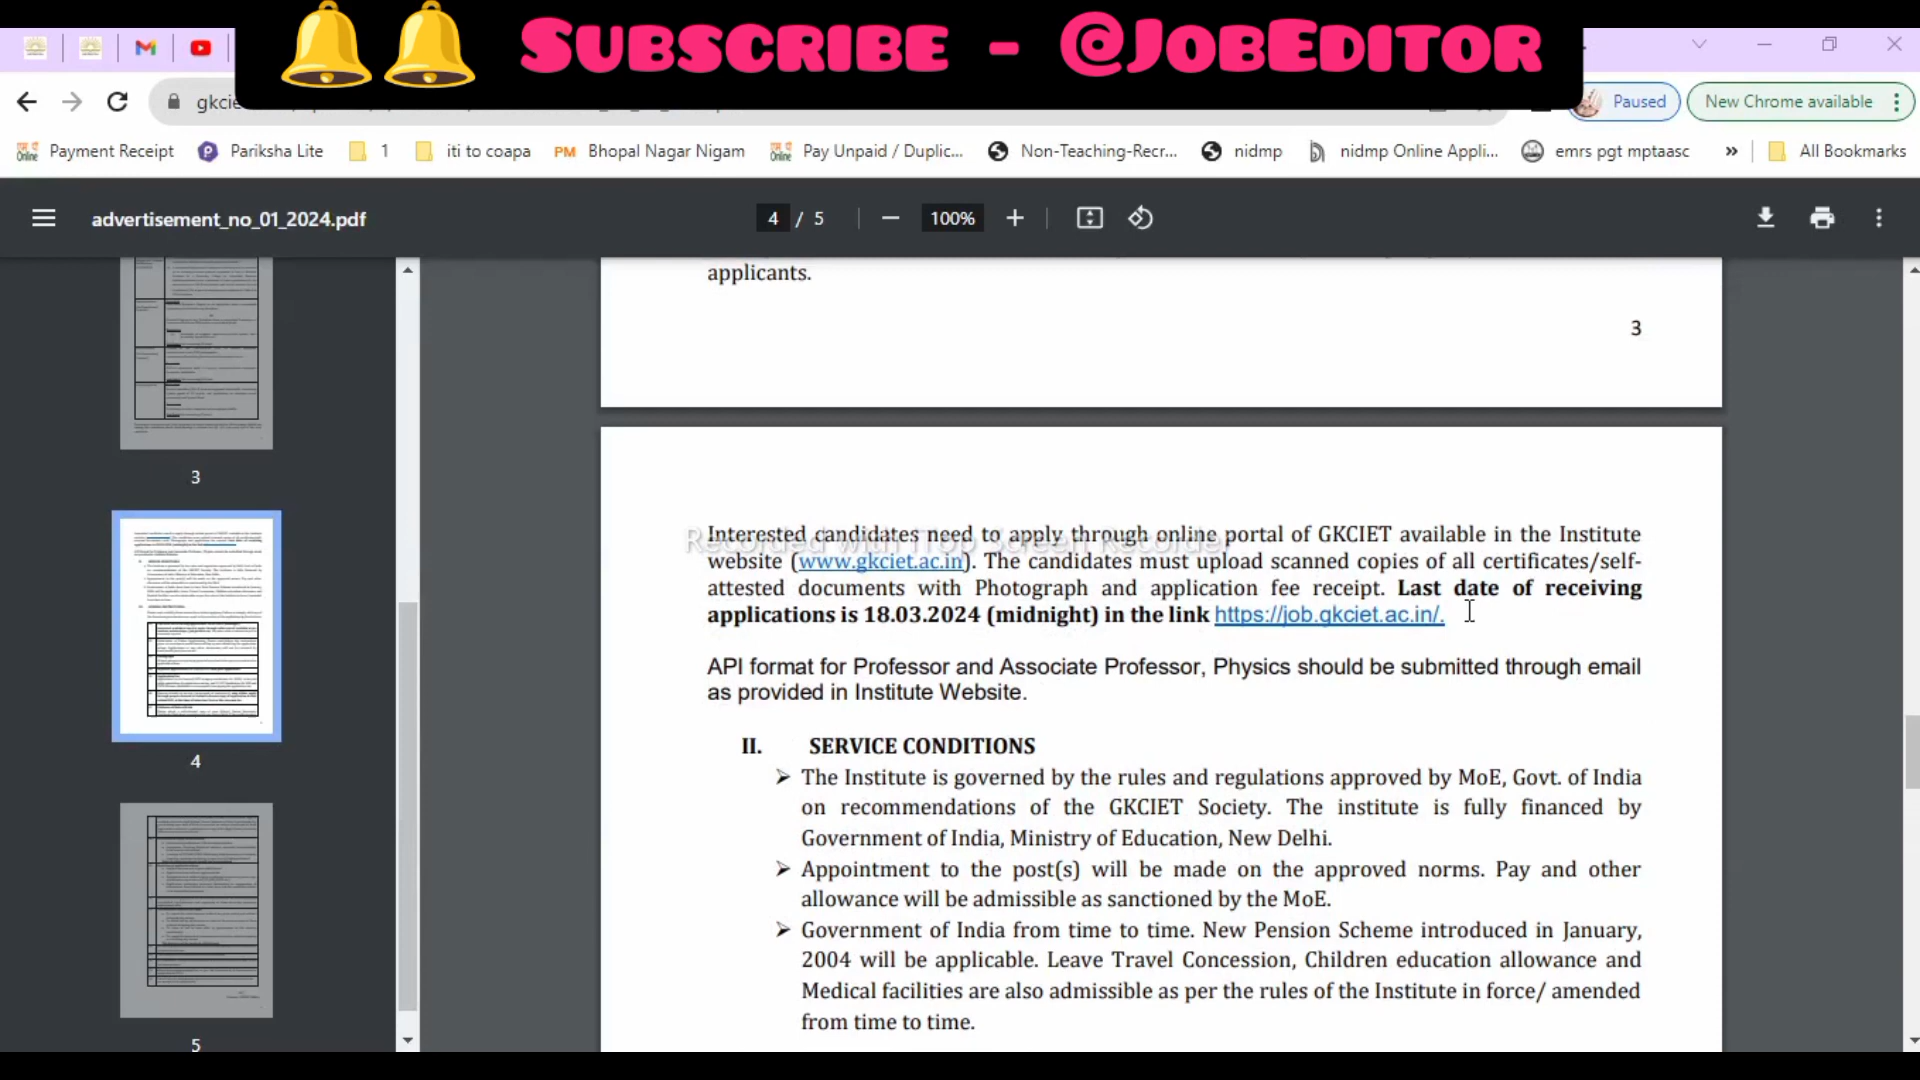 SUBSCRIBE - @JOBEDITOR
gkcie
Paused
New Chrome available
Payment Receipt
Pariksha Lite
1
iti to coapa
PM Bhopal Nagar Nigam
Pay Unpaid / Duplic...
Non-Teaching-Recr...
nidmp
nidmp Online Appli...
emrs pgt mptaasc
»
All Bookmarks
advertisement_no_01_2024.pdf
4 / 5
100%
3
4
5
applicants.
3
Recorded with iTop Screen Recorder
Interested candidates need to apply through online portal of GKCIET available in the Institute
website (www.gkciet.ac.in). The candidates must upload scanned copies of all certificates/self-
attested documents with Photograph and application fee receipt. Last date of receiving
applications is 18.03.2024 (midnight) in the link https://job.gkciet.ac.in/.
API format for Professor and Associate Professor, Physics should be submitted through email
as provided in Institute Website.
II. SERVICE CONDITIONS
➢ The Institute is governed by the rules and regulations approved by MoE, Govt. of India
on recommendations of the GKCIET Society. The institute is fully financed by
Government of India, Ministry of Education, New Delhi.
➢ Appointment to the post(s) will be made on the approved norms. Pay and other
allowance will be admissible as sanctioned by the MoE.
➢ Government of India from time to time. New Pension Scheme introduced in January,
2004 will be applicable. Leave Travel Concession, Children education allowance and
Medical facilities are also admissible as per the rules of the Institute in force/ amended
from time to time.